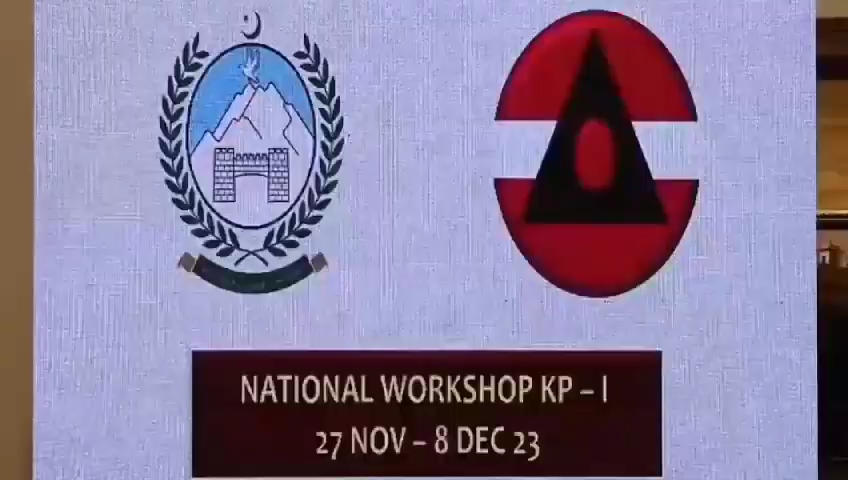 NATIONAL WORKSHOP KP – I
27 NOV – 8 DEC 23